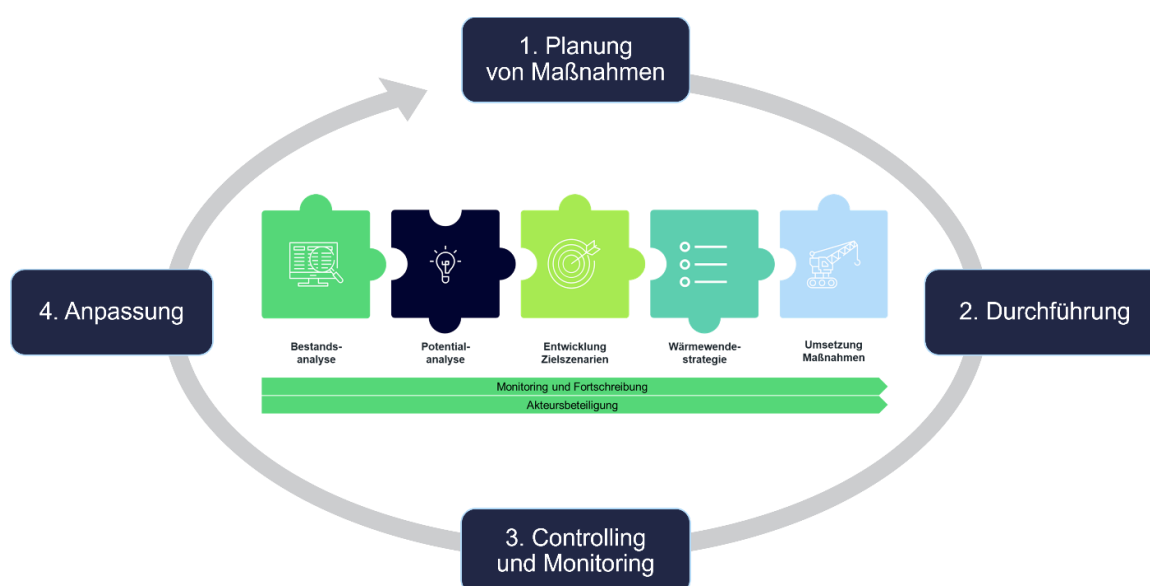 1. Planung
von Maßnahmen
4. Anpassung
2. Durchführung
Bestands-
analyse
Potential-
analyse
Entwicklung
Zielszenarien
Wärmewende-
strategie
Umsetzung
Maßnahmen
Monitoring und Fortschreibung
Akteursbeteiligung
3. Controlling
und Monitoring